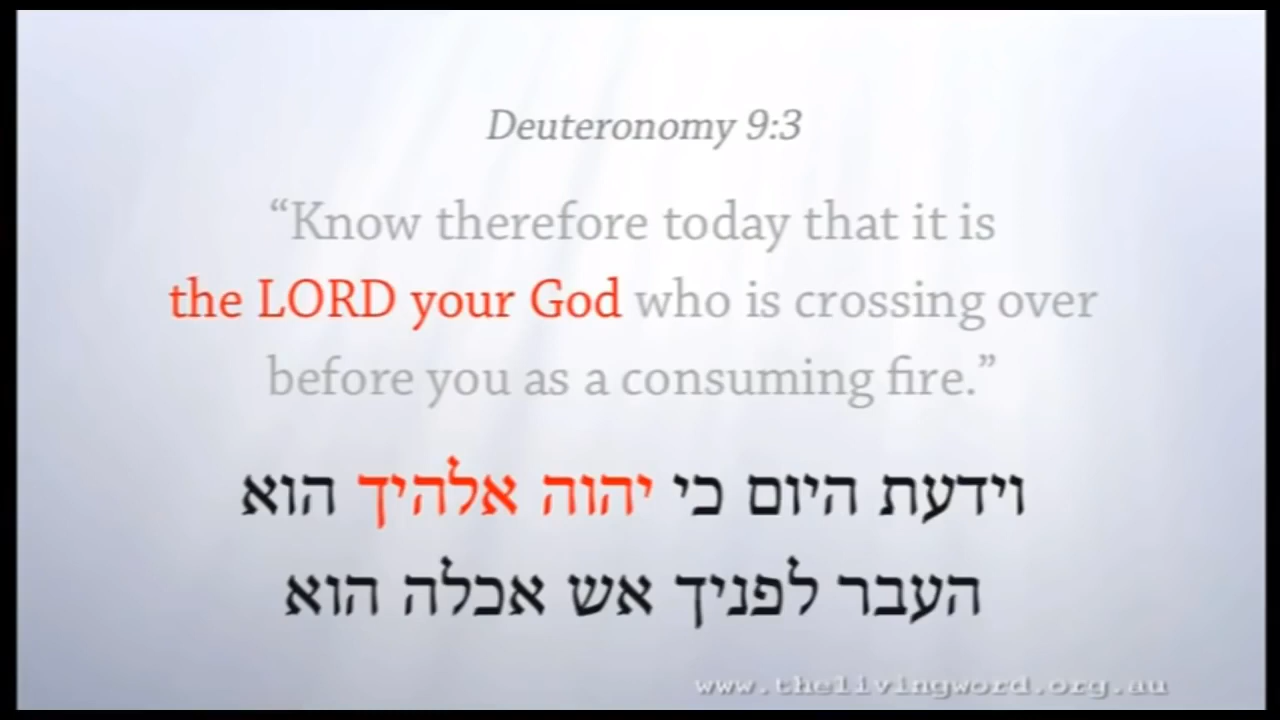 Deuteronomy 9:3
“Know therefore today that it is
the LORD your God who is crossing over
before you as a consuming fire.”
וידעת היום כי יהוה אלהיך הוא
העבר לפניך אש אכלה הוא
www.thelivingword.org.au